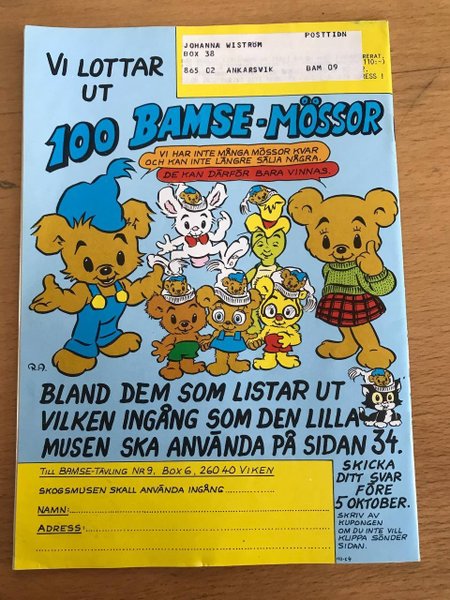 POSTTIDN
JOHANNA WISTRÖM
BOX 38
865 02 ANKARSVIK BAM 09
ERERAT.
110:-)
RESS !
VI LOTTAR
UT
100 BAMSE-MÖSSOR
VI HAR INTE MÅNGA MÖSSOR KVAR
OCH KAN INTE LÄNGRE SÄLJA NÅGRA.
DE KAN DÄRFÖR BARA VINNAS.
R.A.
BLAND DEM SOM LISTAR UT
VILKEN INGÅNG SOM DEN LILLA
MUSEN SKA ANVÄNDA PÅ SIDAN 34.
TILL BAMSE-TÄVLING NR 9, BOX 6, 260 40 VIKEN
SKOGSMUSEN SKALL ANVÄNDA INGÅNG
NAMN:
ADRESS:
SKICKA
DITT SVAR
FÖRE
5 OKTOBER.
SKRIV AV
KUPONGEN
OM DU INTE VILL
KLIPPA SÖNDER
SIDAN.